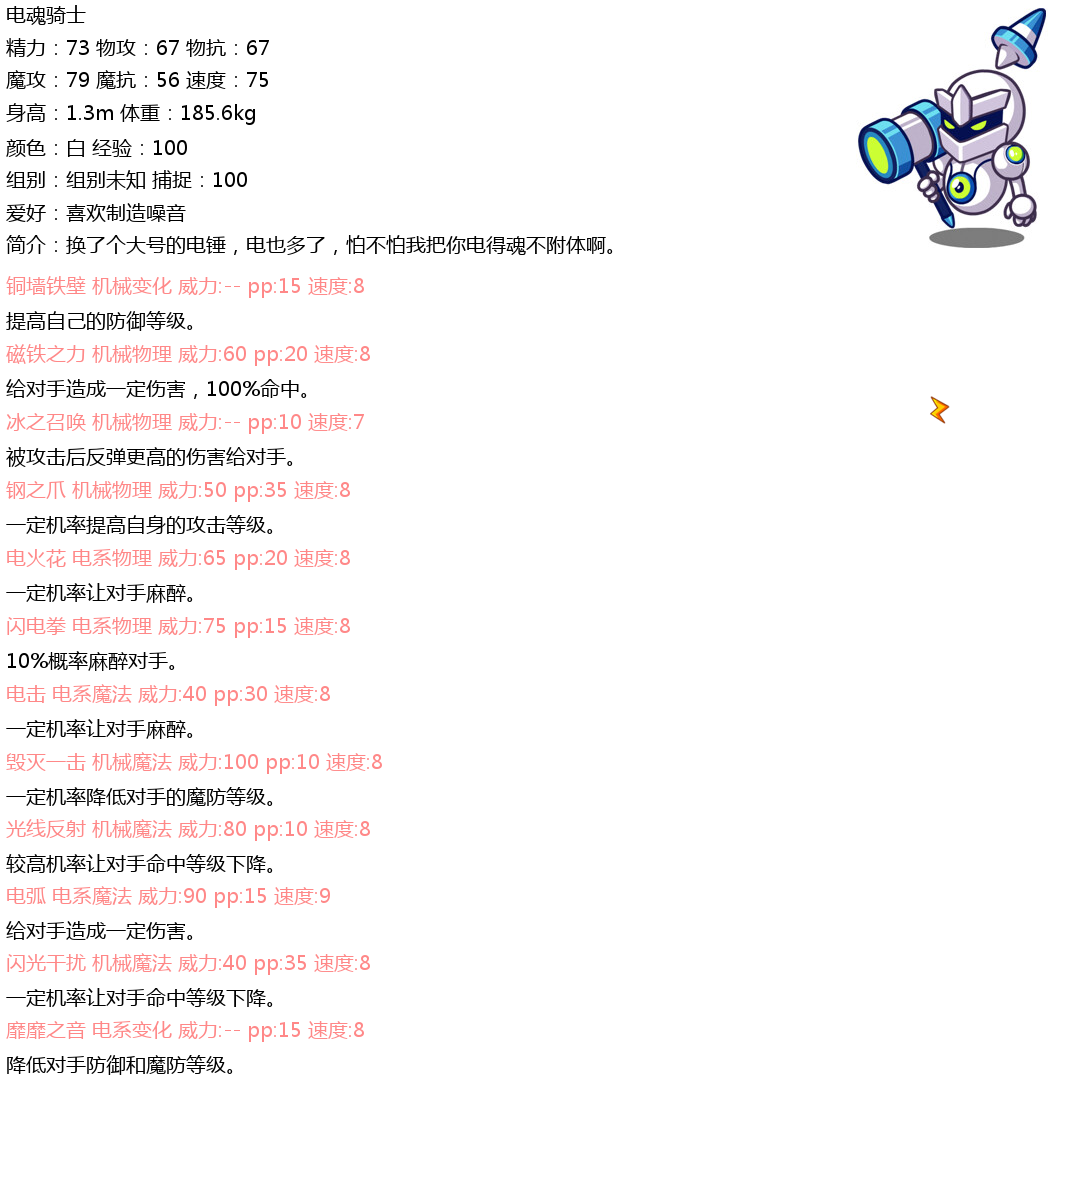 电魂骑士
精力：73 物攻：67 物抗：67
魔攻：79 魔抗：56 速度：75
身高：1.3m 体重：185.6kg
颜色：白 经验：100
组别：组别未知 捕捉：100
爱好：喜欢制造噪音
简介：换了个大号的电锤，电也多了，怕不怕我把你电得魂不附体啊。
铜墙铁壁 机械变化 威力:-- pp:15 速度:8
提高自己的防御等级。
磁铁之力 机械物理 威力:60 pp:20 速度:8
给对手造成一定伤害，100%命中。
冰之召唤 机械物理 威力:-- pp:10 速度:7
被攻击后反弹更高的伤害给对手。
钢之爪 机械物理 威力:50 pp:35 速度:8
一定机率提高自身的攻击等级。
电火花 电系物理 威力:65 pp:20 速度:8
一定机率让对手麻醉。
闪电拳 电系物理 威力:75 pp:15 速度:8
10%概率麻醉对手。
电击 电系魔法 威力:40 pp:30 速度:8
一定机率让对手麻醉。
毁灭一击 机械魔法 威力:100 pp:10 速度:8
一定机率降低对手的魔防等级。
光线反射 机械魔法 威力:80 pp:10 速度:8
较高机率让对手命中等级下降。
电弧 电系魔法 威力:90 pp:15 速度:9
给对手造成一定伤害。
闪光干扰 机械魔法 威力:40 pp:35 速度:8
一定机率让对手命中等级下降。
靡靡之音 电系变化 威力:-- pp:15 速度:8
降低对手防御和魔防等级。